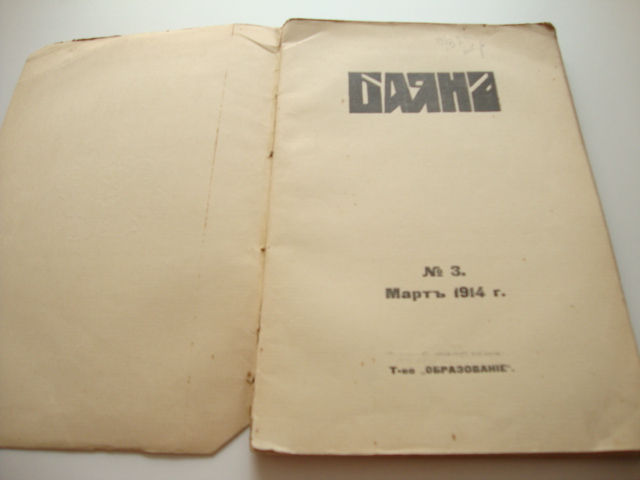 БАЯНЪ
№ 3.
Мартъ 1914 г.
Т-во „ОБРАЗОВАНІЕ".